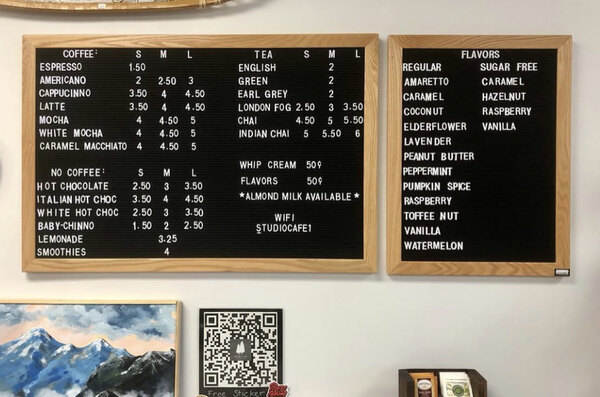 COFFEE: S M L
ESPRESSO 1.50
AMERICANO 2 2.50 3
CAPPUCINNO 3.50 4 4.50
LATTE 3.50 4 4.50
MOCHA 4 4.50 5
WHITE MOCHA 4 4.50 5
CARAMEL MACCHIATO 4 4.50 5
NO COFFEE: S M L
HOT CHOCOLATE 2.50 3 3.50
ITALIAN HOT CHOC 3.50 4 4.50
WHITE HOT CHOC 2.50 3 3.50
BABY-CHINNO 1.50 2 2.50
LEMONADE 3.25
SMOOTHIES 4
TEA S M L
ENGLISH 2
GREEN 2
EARL GREY 2
LONDON FOG 2.50 3 3.50
CHAI 4.50 5 5.50
INDIAN CHAI 5 5.50 6
WHIP CREAM 50¢
FLAVORS 50¢
*ALMOND MILK AVAILABLE*
WIFI
STUDIOCAFE1
FLAVORS
REGULAR
AMARETTO
CARAMEL
COCONUT
ELDERFLOWER
LAVENDER
PEANUT BUTTER
PEPPERMINT
PUMPKIN SPICE
RASPBERRY
TOFFEE NUT
VANILLA
WATERMELON
SUGAR FREE
CARAMEL
HAZELNUT
RASPBERRY
VANILLA
Free Sticker